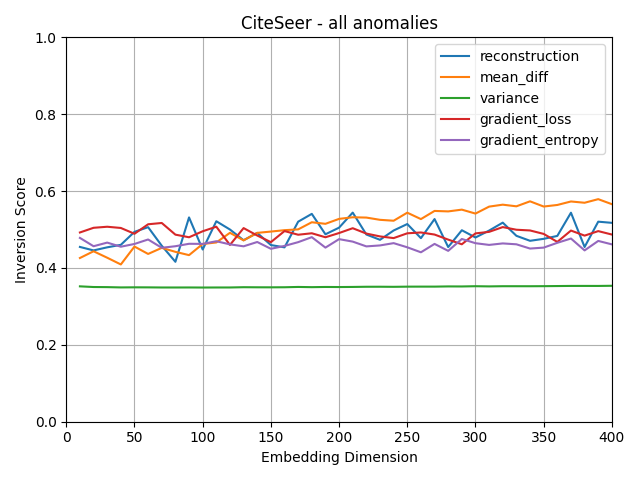 CiteSeer - all anomalies
Inversion Score
1.0
0.8
0.6
0.4
0.2
0.0
reconstruction
mean_diff
variance
gradient_loss
gradient_entropy
0 50 100 150 200 250 300 350 400
Embedding Dimension